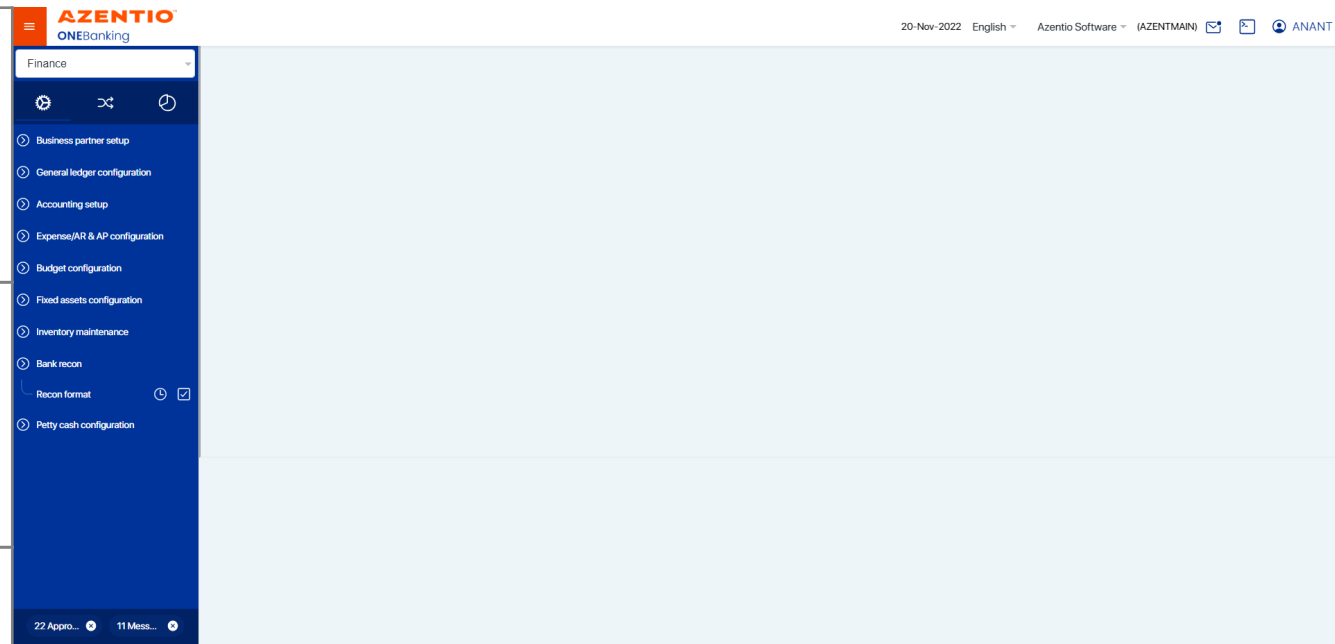 AZENTIO™
ONEBanking
20-Nov-2022 English Azentio Software (AZENTMAIN) ANANT
Finance
Business partner setup
General ledger configuration
Accounting setup
Expense/AR & AP configuration
Budget configuration
Fixed assets configuration
Inventory maintenance
Bank recon
Recon format
Petty cash configuration
22 Appro... 11 Mess...